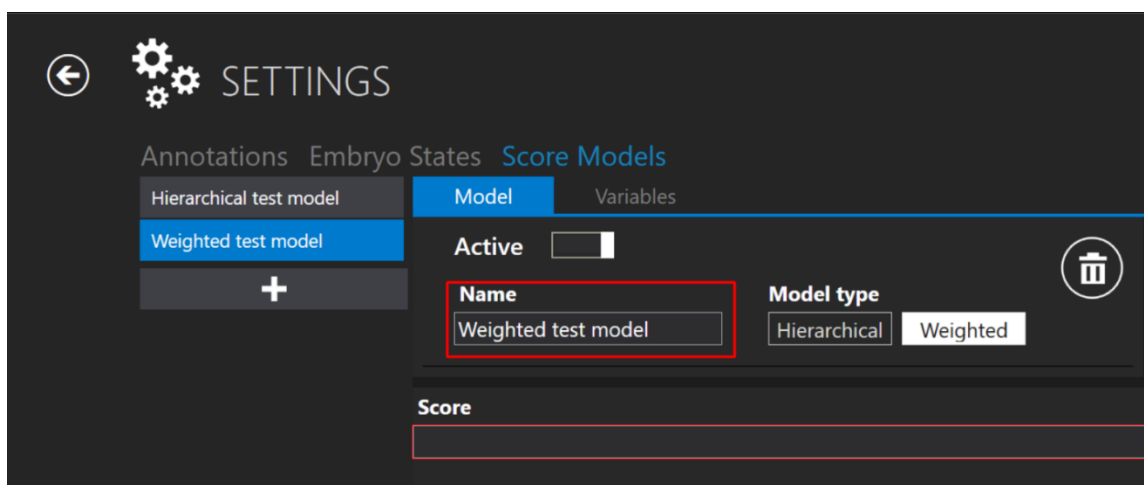 SETTINGS
Annotations Embryo States Score Models
Hierarchical test model
Weighted test model
Model Variables
Active
Name
Weighted test model
Model type
Hierarchical Weighted
Score